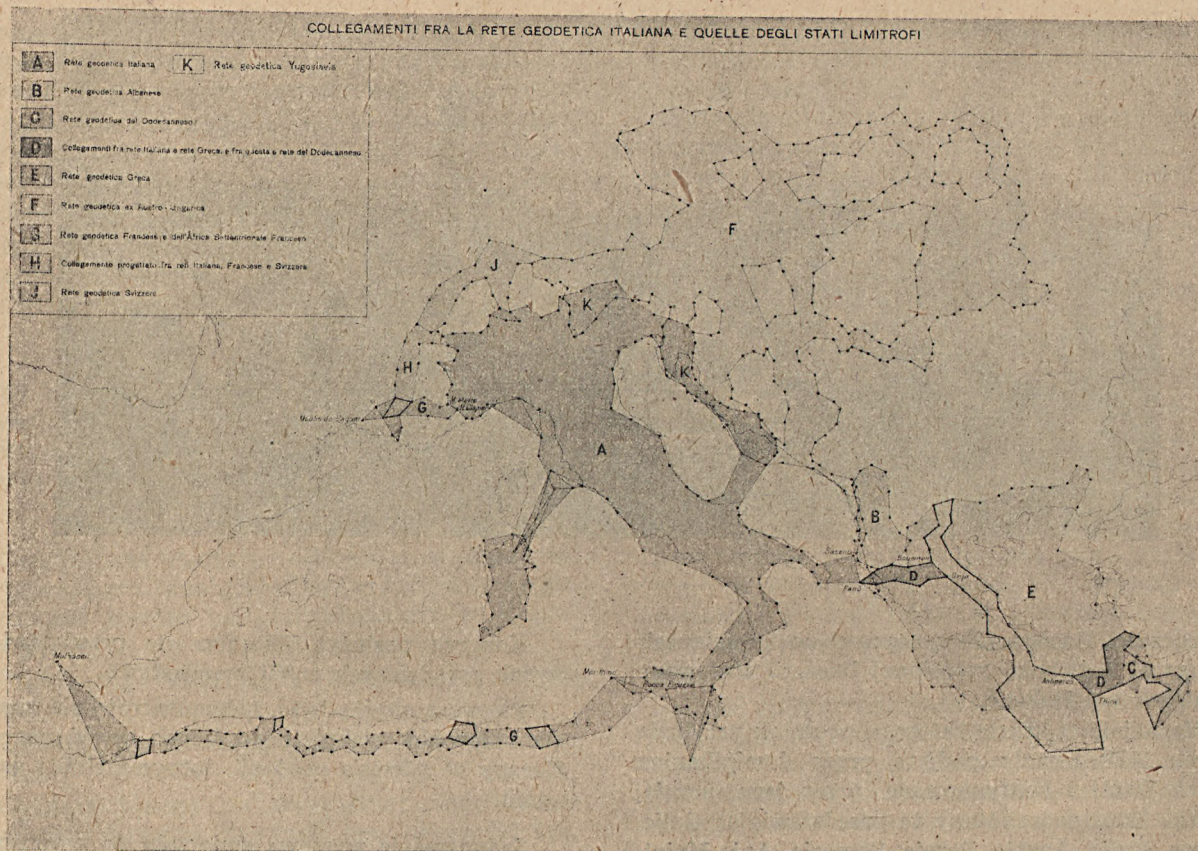 COLLEGAMENTI FRA LA RETE GEODETICA ITALIANA E QUELLE DEGLI STATI LIMITROFI
A Rete geodetica Italiana K Rete geodetica Yugoslavia
B Rete geodetica Albanese
C Rete geodetica del Dodecanneso
D Collegamenti fra rete Italiana e rete Greca, e fra questa e rete del Dodecanneso
E Rete geodetica Greca
F Rete geodetica ex Austro-Ungarica
G Rete geodetica Francese e dell'Africa Settentrionale Francese
H Collegamento progettato fra reti Italiana, Francese e Svizzera
J Rete geodetica Svizzera
F
J
K
H
K
G
A
B
D
E
Mulhacen
C
D
G